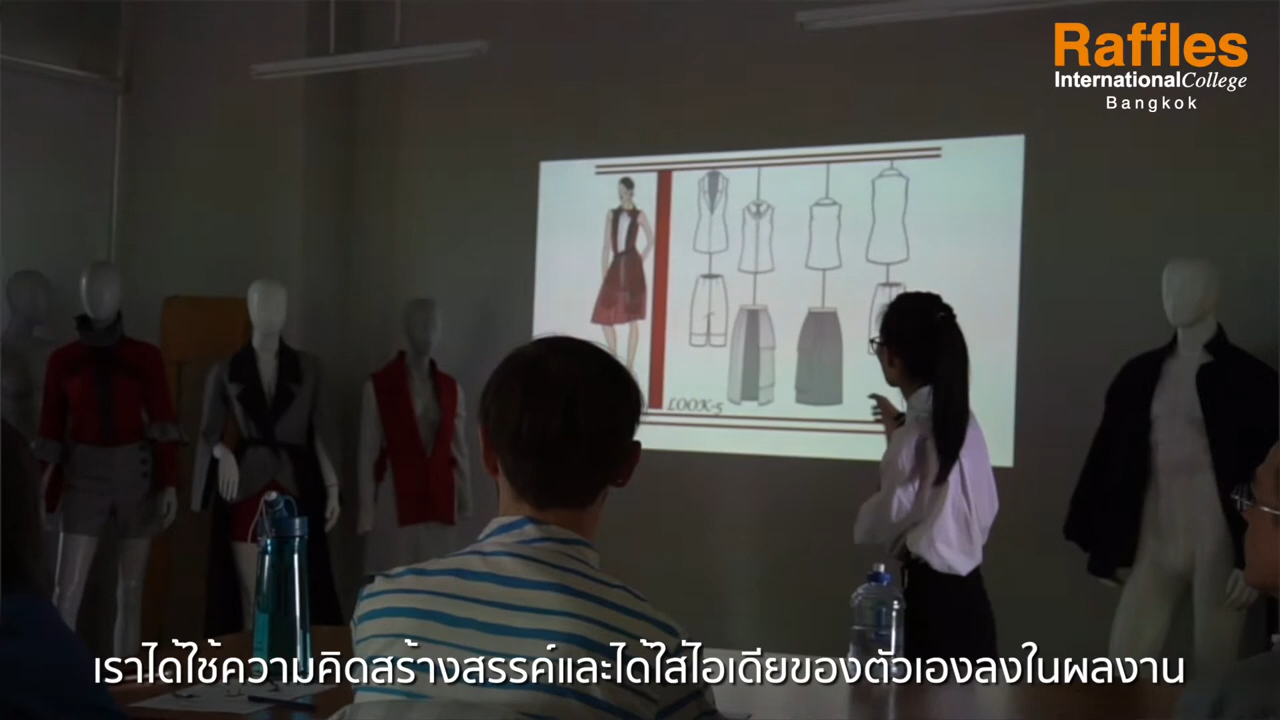 Raffles
InternationalCollege
Bangkok
LOOK-5
เราได้ใช้ความคิดสร้างสรรค์และได้ใส่ไอเดียของตัวเองลงในผลงาน